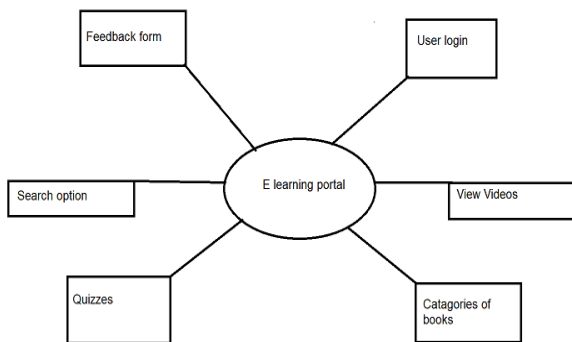 Feedback form
User login
E learning portal
Search option
View Videos
Quizzes
Catagories of
books